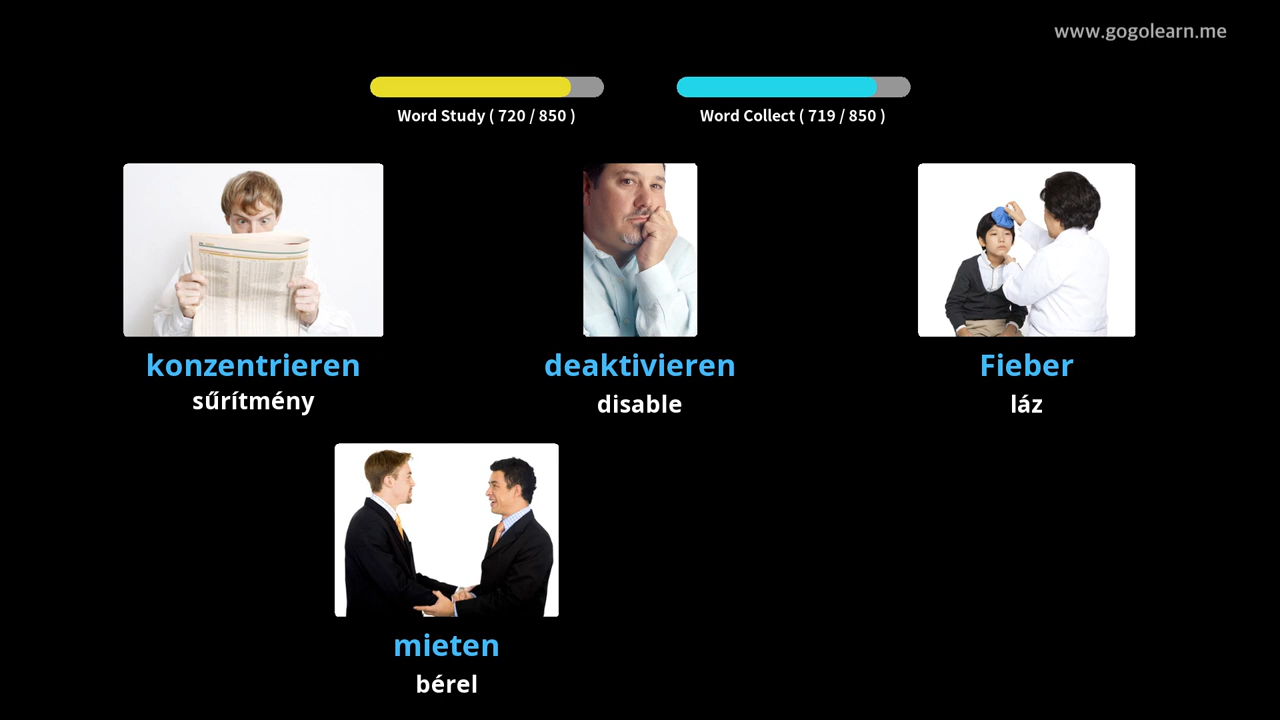 www.gogolearn.me
Word Study ( 720 / 850 )
Word Collect ( 719 / 850 )
konzentrieren
sűrítmény
deaktivieren
disable
Fieber
láz
mieten
bérel